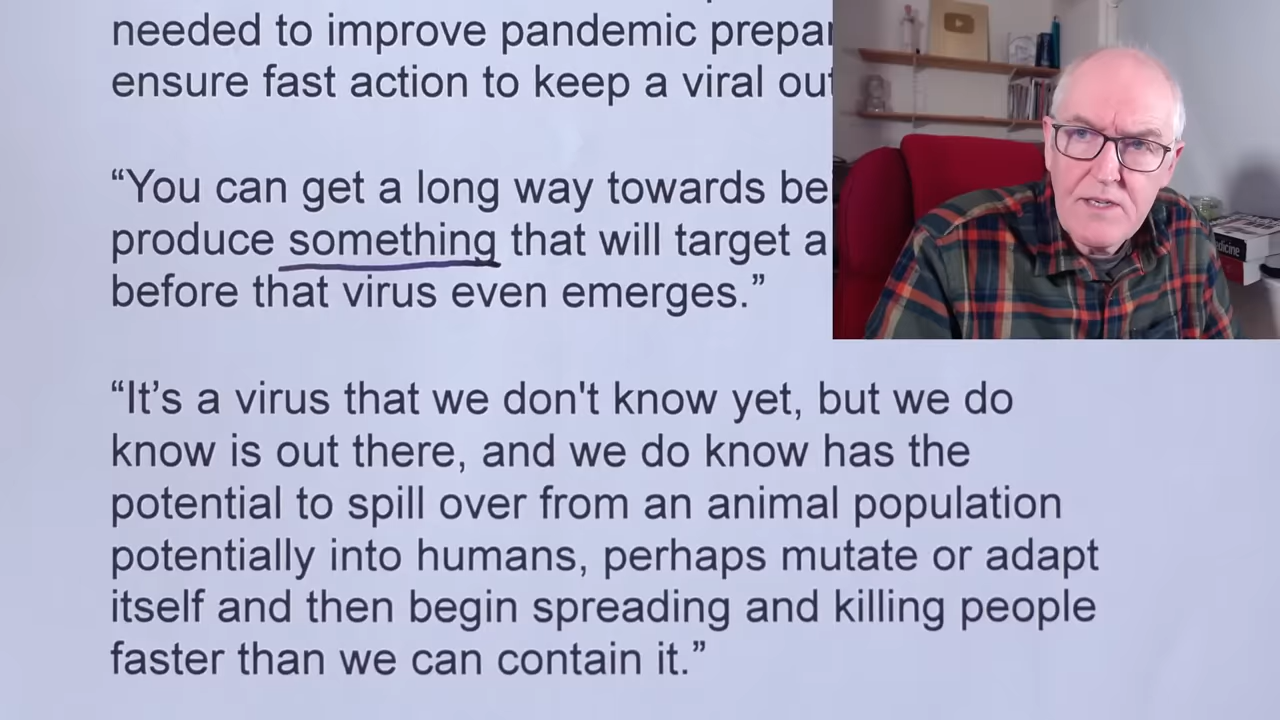 needed to improve pandemic
ensure fast action to keep a viral
“You can get a long way towards
produce something that will target a
before that virus even emerges.”
“It’s a virus that we don't know yet, but we do
know is out there, and we do know has the
potential to spill over from an animal population
potentially into humans, perhaps mutate or adapt
itself and then begin spreading and killing people
faster than we can contain it.”